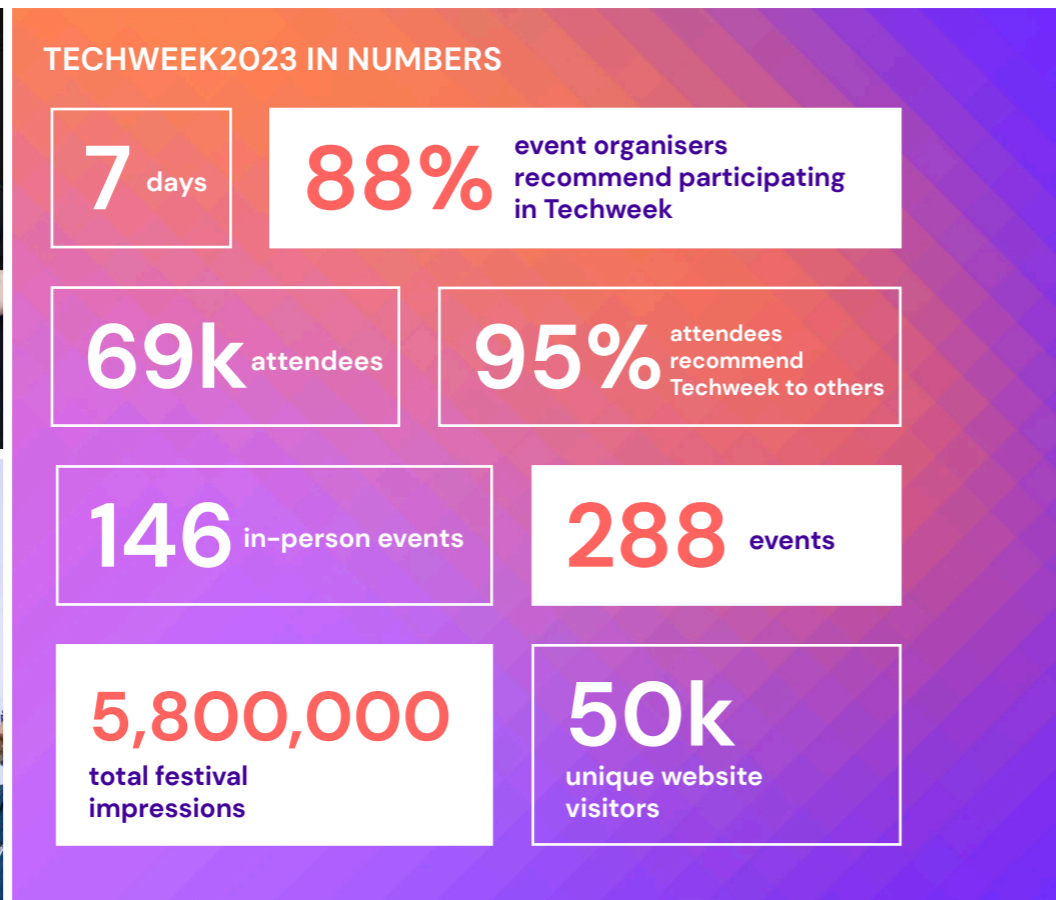 TECHWEEK2023 IN NUMBERS
7 days
88%
event organisers
recommend participating
in Techweek
69k attendees
95%
attendees
recommend
Techweek to others
146 in-person events
288 events
5,800,000
total festival
impressions
50k
unique website
visitors